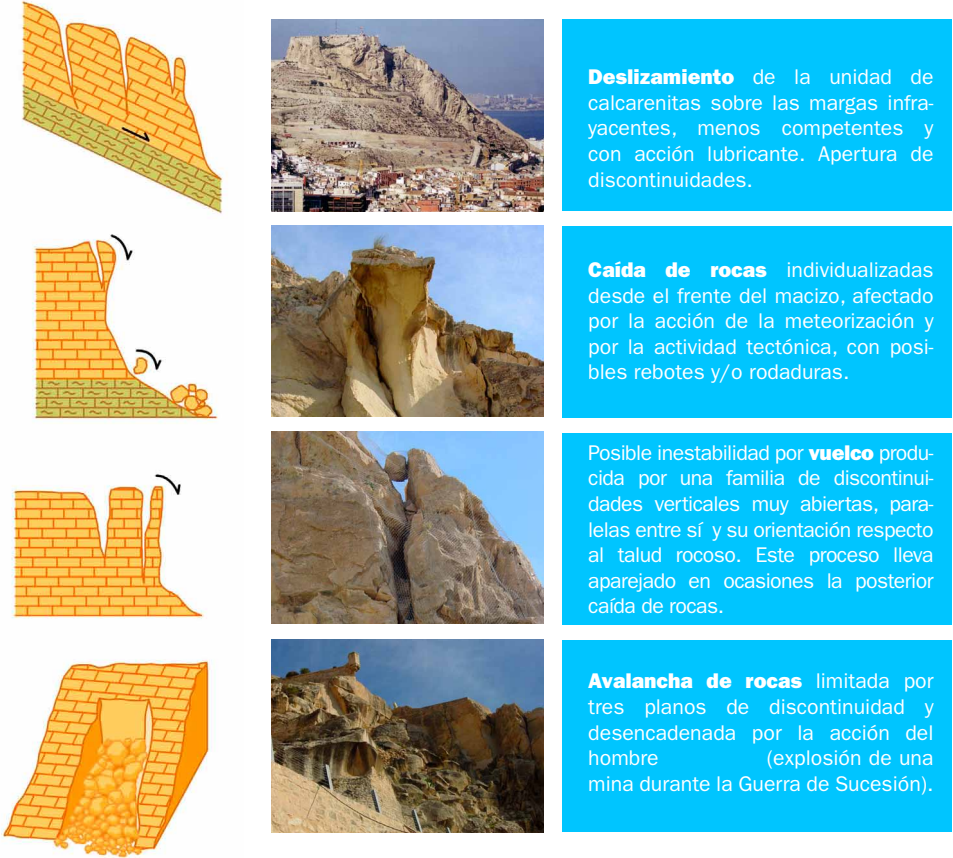 Deslizamiento de la unidad de
calcarenitas sobre las margas infra-
yacentes, menos competentes y
con acción lubricante. Apertura de
discontinuidades.
Caída de rocas individualizadas
desde el frente del macizo, afectado
por la acción de la meteorización y
por la actividad tectónica, con posi-
bles rebotes y/o rodaduras.
Posible inestabilidad por vuelco produ-
cida por una familia de discontinui-
dades verticales muy abiertas, para-
lelas entre sí y su orientación respecto
al talud rocoso. Este proceso lleva
aparejado en ocasiones la posterior
caída de rocas.
Avalancha de rocas limitada por
tres planos de discontinuidad y
desencadenada por la acción del
hombre (explosión de una
mina durante la Guerra de Sucesión).